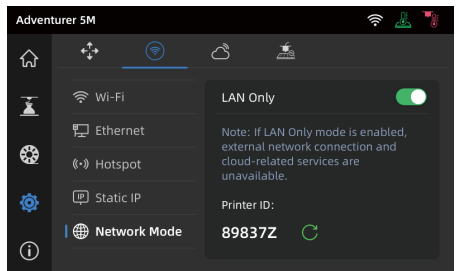 Adventurer 5M
Wi-Fi
Ethernet
Hotspot
IP Static IP
Network Mode
LAN Only
Note: If LAN Only mode is enabled,
external network connection and
cloud-related services are
unavailable.
Printer ID:
89837Z